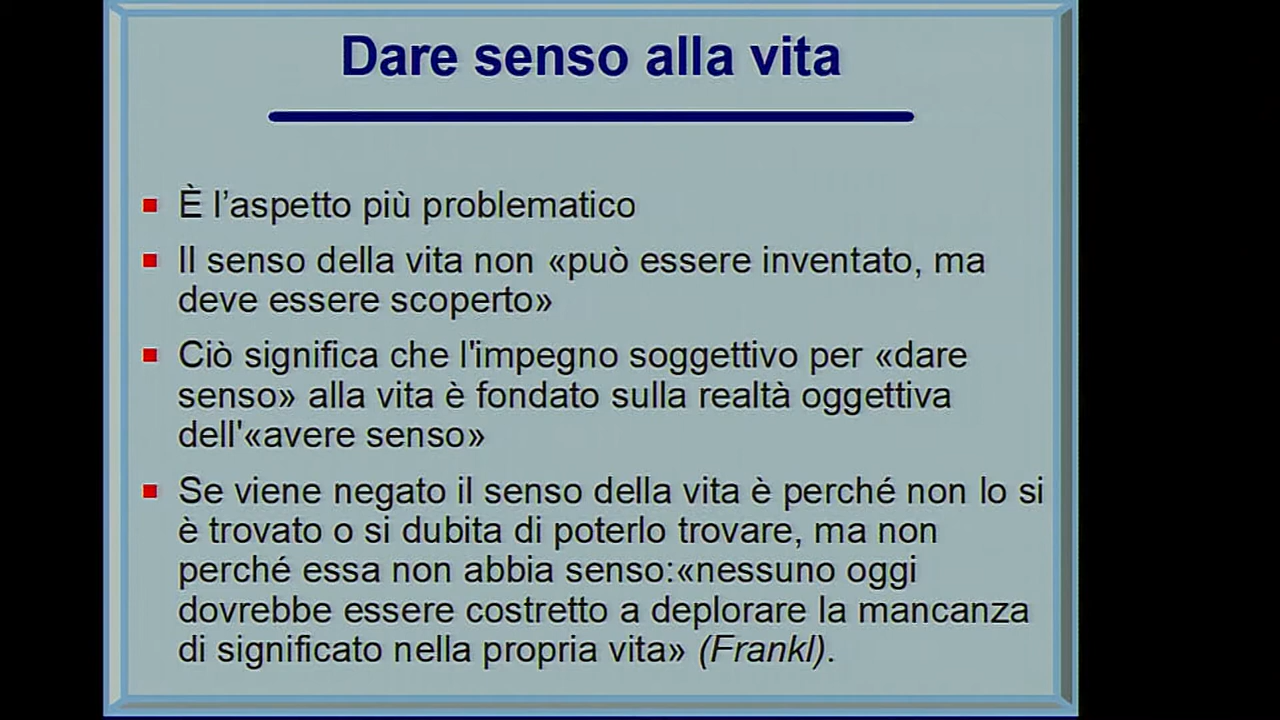 Dare senso alla vita
È l’aspetto più problematico
Il senso della vita non «può essere inventato, ma
deve essere scoperto»
Ciò significa che l'impegno soggettivo per «dare
senso» alla vita è fondato sulla realtà oggettiva
dell'«avere senso»
Se viene negato il senso della vita è perché non lo si
è trovato o si dubita di poterlo trovare, ma non
perché essa non abbia senso:«nessuno oggi
dovrebbe essere costretto a deplorare la mancanza
di significato nella propria vita» (Frankl).